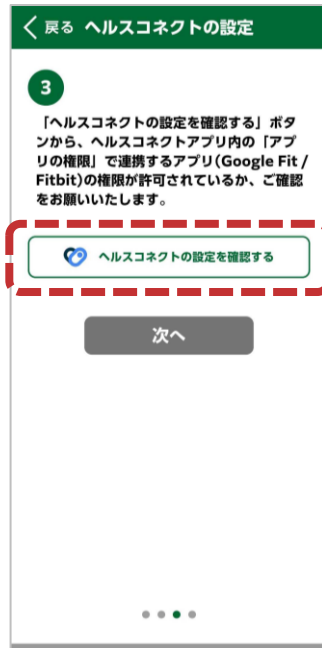 戻る ヘルスコネクトの設定
3
「ヘルスコネクトの設定を確認する」ボタ
ンから、ヘルスコネクトアプリ内の「アプ
リの権限」で連携するアプリ(Google Fit /
Fitbit)の権限が許可されているか、ご確認
をお願いいたします。
ヘルスコネクトの設定を確認する
次へ